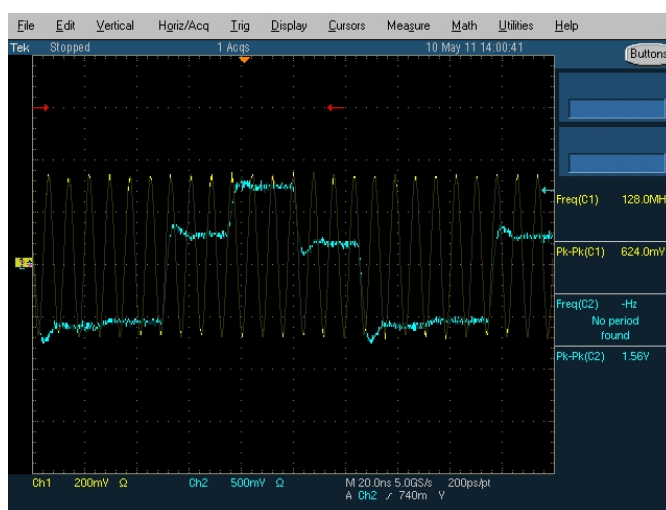 File Edit Vertical Horiz/Acq Trig Display Cursors Measure Math Utilities Help
Tek Stopped 1 Acqs 10 May 11 14:00:41
Buttons
Freq(C1) 128.0MH
Pk-Pk(C1) 624.0mV
Freq(C2) -Hz
No period
found
Pk-Pk(C2) 1.56V
Ch1 200mV Ω Ch2 500mV Ω M 20.0ns 5.0GS/s 200ps/pt
A Ch2 ∕ 740m V